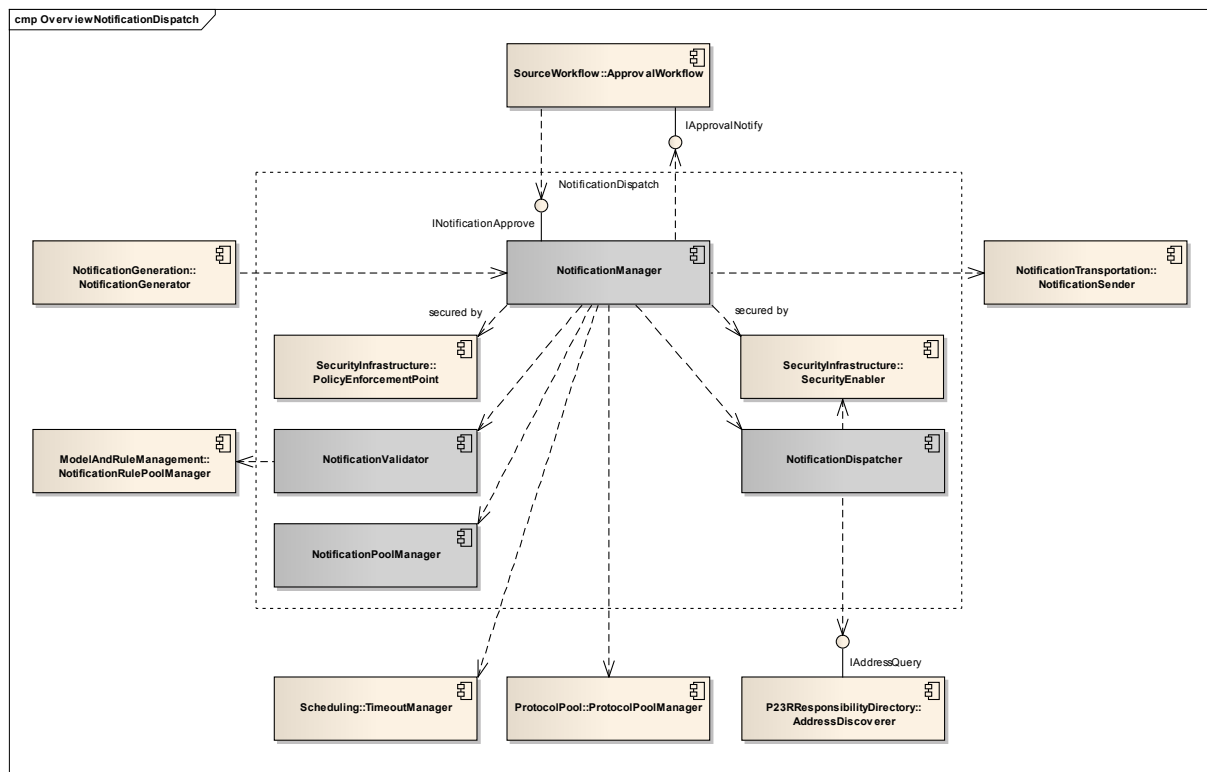 cmp OverviewNotificationDispatch
SourceWorkflow::ApprovalWorkflow
IApprovalNotify
NotificationDispatch
INotificationApprove
NotificationGeneration::
NotificationGenerator
NotificationManager
NotificationTransportation::
NotificationSender
secured by
secured by
SecurityInfrastructure::
PolicyEnforcementPoint
SecurityInfrastructure::
SecurityEnabler
ModelAndRuleManagement::
NotificationRulePoolManager
NotificationValidator
NotificationDispatcher
NotificationPoolManager
IAddressQuery
Scheduling::TimeoutManager
ProtocolPool::ProtocolPoolManager
P23RResponsibilityDirectory::
AddressDiscoverer